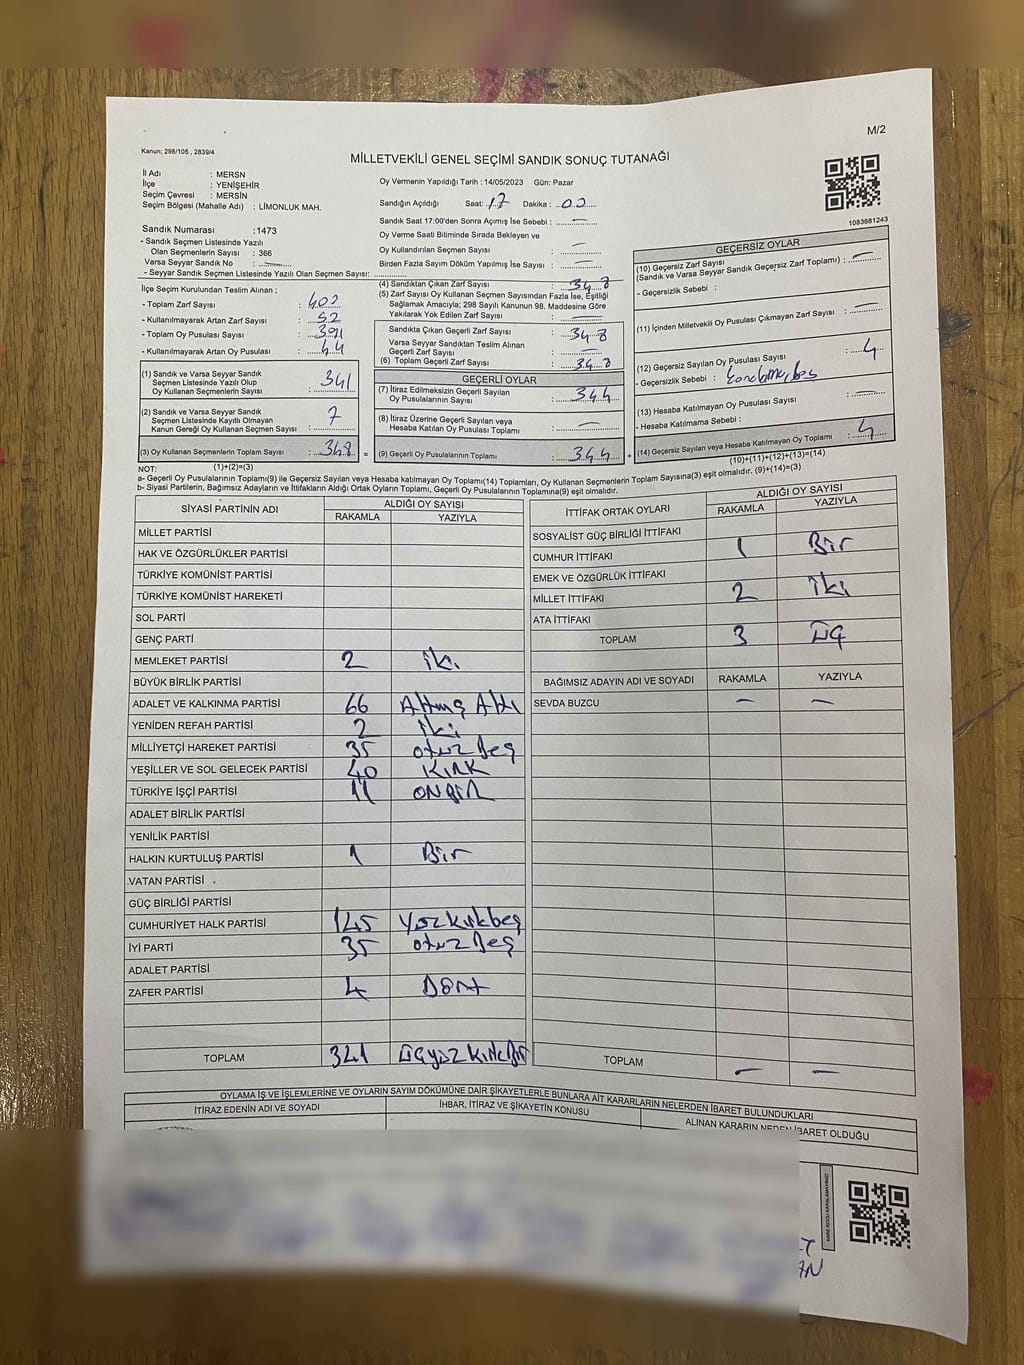 M/2
Kanun; 298/105 , 2839/4
MİLLETVEKİLİ GENEL SEÇİMİ SANDIK SONUÇ TUTANAĞI
İl Adı : MERSN
İlçe : YENİŞEHİR
Seçim Çevresi : MERSİN
Seçim Bölgesi (Mahalle Adı) : LİMONLUK MAH.
Oy Vermenin Yapıldığı Tarih : 14/05/2023 Gün: Pazar
Sandığın Açıldığı Saat: 17 Dakika : 00
1083681243
Sandık Numarası :1473
- Sandık Seçmen Listesinde Yazılı
Olan Seçmenlerin Sayısı : 366
Varsa Seyyar Sandık No :
- Seyyar Sandık Seçmen Listesinde Yazılı Olan Seçmen Sayısı:
Sandık Saat 17:00'den Sonra Açımış İse Sebebi : —
Oy Verme Saati Bitiminde Sırada Bekleyen ve
Oy Kullandırılan Seçmen Sayısı —
Birden Fazla Sayım Döküm Yapılmış İse Sayısı : —
İlçe Seçim Kurulundan Teslim Alınan ;
- Toplam Zarf Sayısı : 400
- Kullanılmayarak Artan Zarf Sayısı : 52
- Toplam Oy Pusulası Sayısı : 391
- Kullanılmayarak Artan Oy Pusulası : 44
(1) Sandık ve Varsa Seyyar Sandık
Seçmen Listesinde Yazılı Olup
Oy Kullanan Seçmenlerin Sayısı : 341
(2) Sandık ve Varsa Seyyar Sandık
Seçmen Listesinde Kayıtlı Olmayan
Kanun Gereği Oy Kullanan Seçmen Sayısı : 7
(3) Oy Kullanan Seçmenlerin Toplam Sayısı : 348
(1)+(2)=(3)
(4) Sandıktan Çıkan Zarf Sayısı : 348
(5) Zarf Sayısı Oy Kullanan Seçmen Sayısından Fazla İse, Eşitliği
Sağlamak Amacıyla; 298 Sayılı Kanunun 98. Maddesine Göre
Yakılarak Yok Edilen Zarf Sayısı : —
Sandıkta Çıkan Geçerli Zarf Sayısı : 348
Varsa Seyyar Sandıktan Teslim Alınan
Geçerli Zarf Sayısı : —
(6) Toplam Geçerli Zarf Sayısı : 348
GEÇERLİ OYLAR
(7) İtiraz Edilmeksizin Geçerli Sayılan
Oy Pusulalarının Sayısı : 344
(8) İtiraz Üzerine Geçerli Sayılan veya
Hesaba Katılan Oy Pusulası Toplamı : —
= (9) Geçerli Oy Pusulalarının Toplamı : 344
GEÇERSİZ OYLAR
(10) Geçersiz Zarf Sayısı
(Sandık ve Varsa Seyyar Sandık Geçersiz Zarf Toplamı) : —
- Geçersizlik Sebebi :
(11) İçinden Milletvekili Oy Pusulası Çıkmayan Zarf Sayısı :
(12) Geçersiz Sayılan Oy Pusulası Sayısı : 4
- Geçersizlik Sebebi :
(13) Hesaba Katılmayan Oy Pusulası Sayısı
- Hesaba Katılmama Sebebi :
+ (14) Geçersiz Sayılan veya Hesaba Katılmayan Oy Toplamı : 4
(10)+(11)+(12)+(13)=(14)
NOT:
a- Geçerli Oy Pusulalarının Toplamı(9) ile Geçersiz Sayılan veya Hesaba katılmayan Oy Toplamı(14) Toplamları, Oy Kullanan Seçmenlerin Toplam Sayısına(3) eşit olmalıdır. (9)+(14)=(3)
b- Siyasi Partilerin, Bağımsız Adayların ve İttifakların Aldığı Ortak Oyların Toplamı, Geçerli Oy Pusulalarının Toplamına(9) eşit olmalıdır.
SİYASİ PARTİNİN ADI ALDIĞI OY SAYISI
RAKAMLA YAZIYLA
MİLLET PARTİSİ
HAK VE ÖZGÜRLÜKLER PARTİSİ
TÜRKİYE KOMÜNİST PARTİSİ
TÜRKİYE KOMÜNİST HAREKETİ
SOL PARTİ
GENÇ PARTİ
MEMLEKET PARTİSİ 2 iki
BÜYÜK BİRLİK PARTİSİ
ADALET VE KALKINMA PARTİSİ 66 Altmış Altı
YENİDEN REFAH PARTİSİ 2 iki
MİLLİYETÇİ HAREKET PARTİSİ 35 otuz Beş
YEŞİLLER VE SOL GELECEK PARTİSİ 40 KIRK
TÜRKİYE İŞÇİ PARTİSİ 11 ONBİR
ADALET BİRLİK PARTİSİ
YENİLİK PARTİSİ
HALKIN KURTULUŞ PARTİSİ 1 Bir
VATAN PARTİSİ
GÜÇ BİRLİĞİ PARTİSİ
CUMHURİYET HALK PARTİSİ 145 Yüzkırkbeş
İYİ PARTİ 35 otuz Beş
ADALET PARTİSİ
ZAFER PARTİSİ 4 Dört
TOPLAM 341 üçyüz kırk Bir
İTTİFAK ORTAK OYLARI ALDIĞI OY SAYISI
RAKAMLA YAZIYLA
SOSYALİST GÜÇ BİRLİĞİ İTTİFAKI
CUMHUR İTTİFAKI 1 Bir
EMEK VE ÖZGÜRLÜK İTTİFAKI
MİLLET İTTİFAKI 2 iki
ATA İTTİFAKI
TOPLAM 3 ÜÇ
BAĞIMSIZ ADAYIN ADI VE SOYADI RAKAMLA YAZIYLA
SEVDA BUZCU — —
TOPLAM — —
OYLAMA İŞ VE İŞLEMLERİNE VE OYLARIN SAYIM DÖKÜMÜNE DAİR ŞİKAYETLERLE BUNLARA AİT KARARLARIN NELERDEN İBARET BULUNDUKLARI
İTİRAZ EDENİN ADI VE SOYADI İHBAR, İTİRAZ VE ŞİKAYETİN KONUSU ALINAN KARARIN NEDEN İBARET OLDUĞU